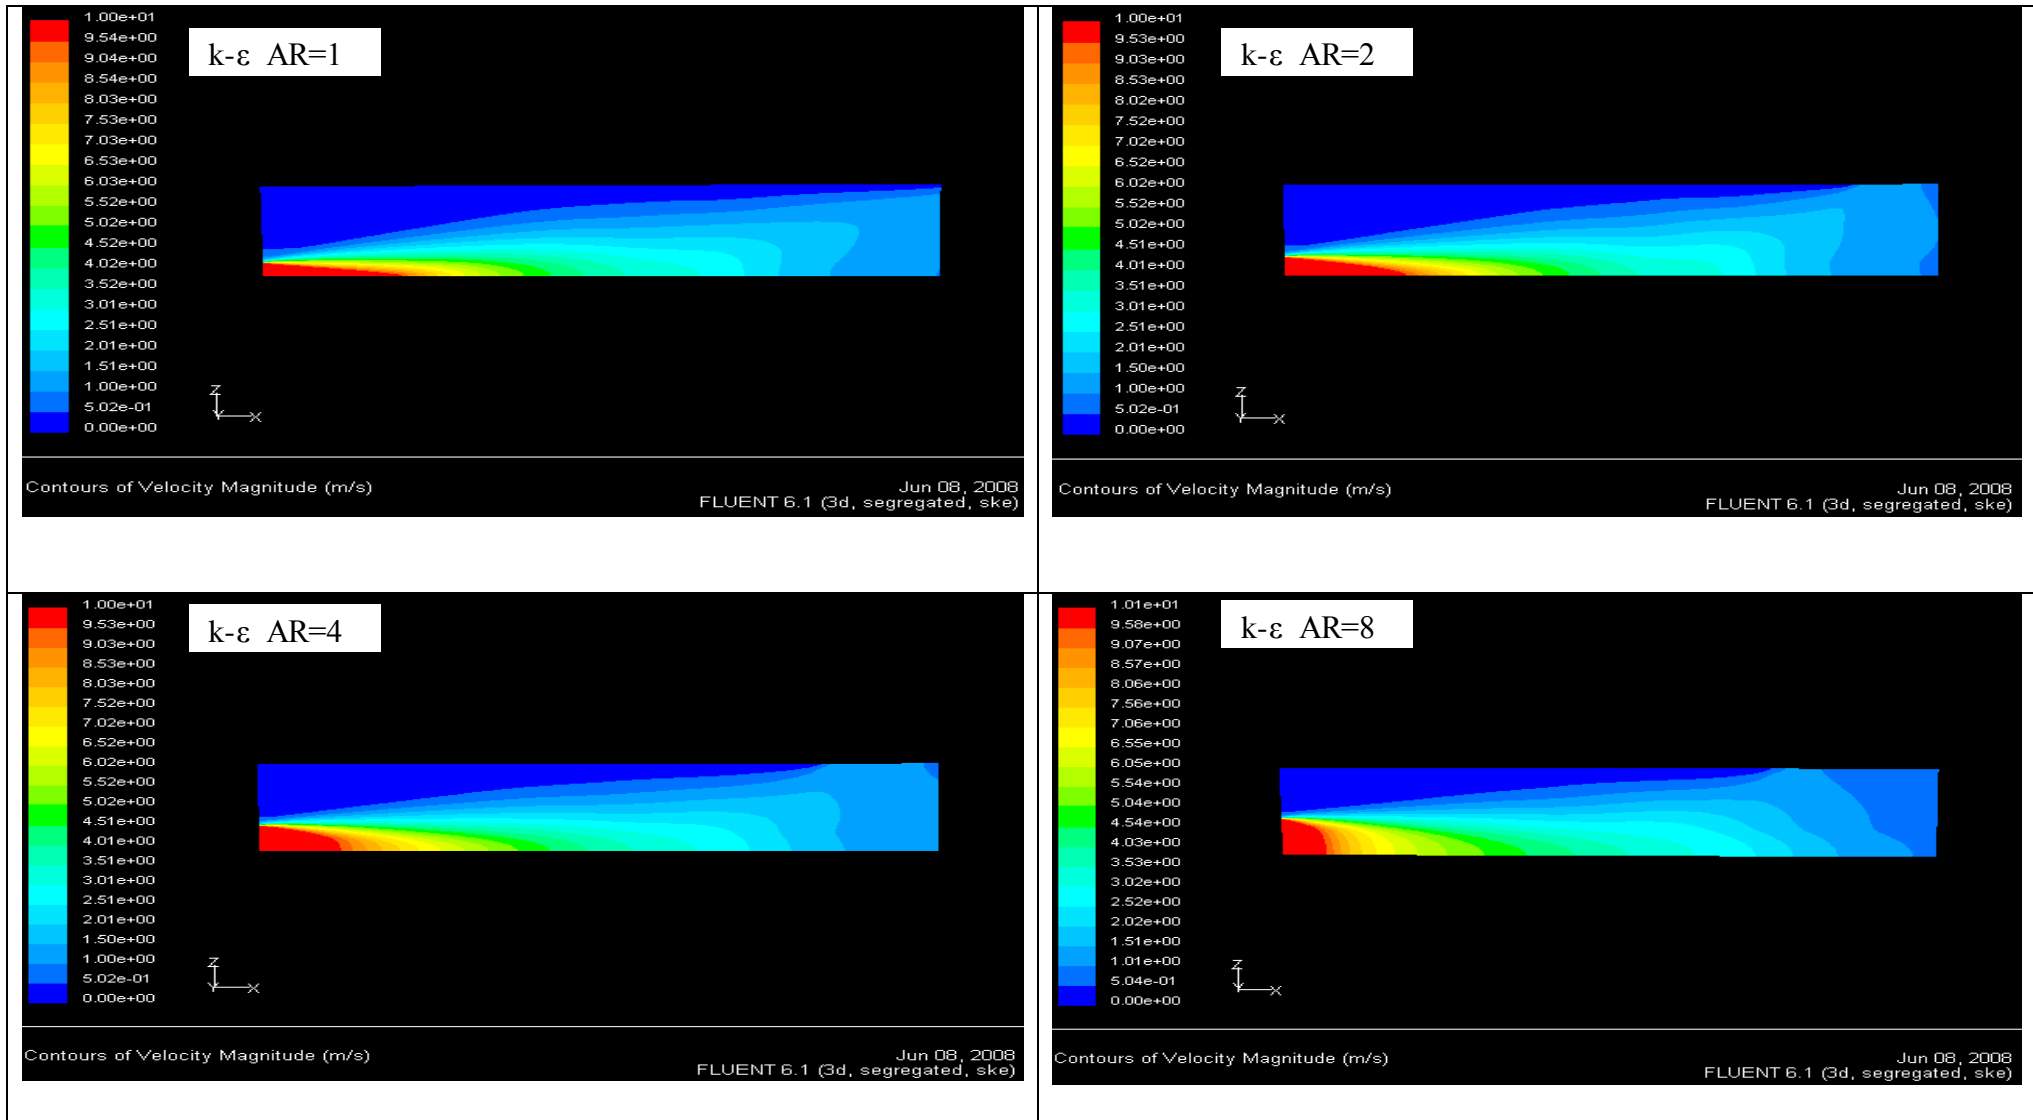 1.00e+01
9.54e+00
9.04e+00
8.54e+00
8.03e+00
7.53e+00
7.03e+00
6.53e+00
6.03e+00
5.52e+00
5.02e+00
4.52e+00
4.02e+00
3.52e+00
3.01e+00
2.51e+00
2.01e+00
1.51e+00
1.00e+00
5.02e-01
0.00e+00
k-ε AR=1
Z
Y X
Contours of Velocity Magnitude (m/s)
Jun 08, 2008
FLUENT 6.1 (3d, segregated, ske)
1.00e+01
9.53e+00
9.03e+00
8.53e+00
8.02e+00
7.52e+00
7.02e+00
6.52e+00
6.02e+00
5.52e+00
5.02e+00
4.51e+00
4.01e+00
3.51e+00
3.01e+00
2.51e+00
2.01e+00
1.50e+00
1.00e+00
5.02e-01
0.00e+00
k-ε AR=2
Z
Y X
Contours of Velocity Magnitude (m/s)
Jun 08, 2008
FLUENT 6.1 (3d, segregated, ske)
1.00e+01
9.53e+00
9.03e+00
8.53e+00
8.03e+00
7.52e+00
7.02e+00
6.52e+00
6.02e+00
5.52e+00
5.02e+00
4.51e+00
4.01e+00
3.51e+00
3.01e+00
2.51e+00
2.01e+00
1.50e+00
1.00e+00
5.02e-01
0.00e+00
k-ε AR=4
Z
Y X
Contours of Velocity Magnitude (m/s)
Jun 08, 2008
FLUENT 6.1 (3d, segregated, ske)
1.01e+01
9.58e+00
9.07e+00
8.57e+00
8.06e+00
7.56e+00
7.06e+00
6.55e+00
6.05e+00
5.54e+00
5.04e+00
4.54e+00
4.03e+00
3.53e+00
3.02e+00
2.52e+00
2.02e+00
1.51e+00
1.01e+00
5.04e-01
0.00e+00
k-ε AR=8
Z
Y X
Contours of Velocity Magnitude (m/s)
Jun 08, 2008
FLUENT 6.1 (3d, segregated, ske)